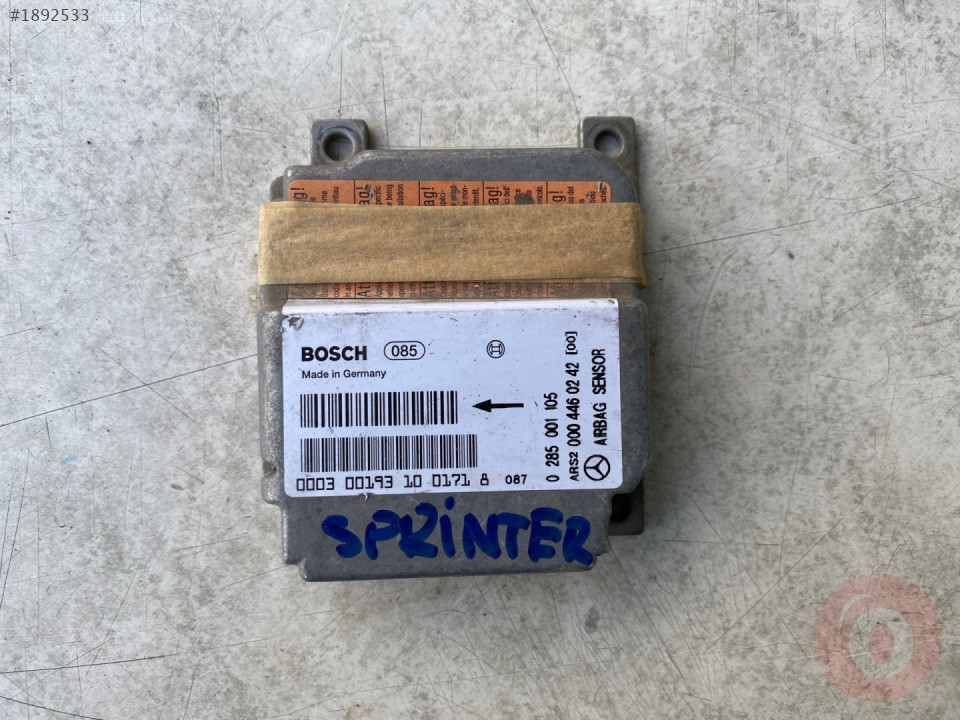 #1892533
BOSCH 085
Made in Germany
0003 00193 10 0171 8 087
0 285 001 105
ARS2 000 446 02 42 [00]
AIRBAG SENSOR
SPRiNTER